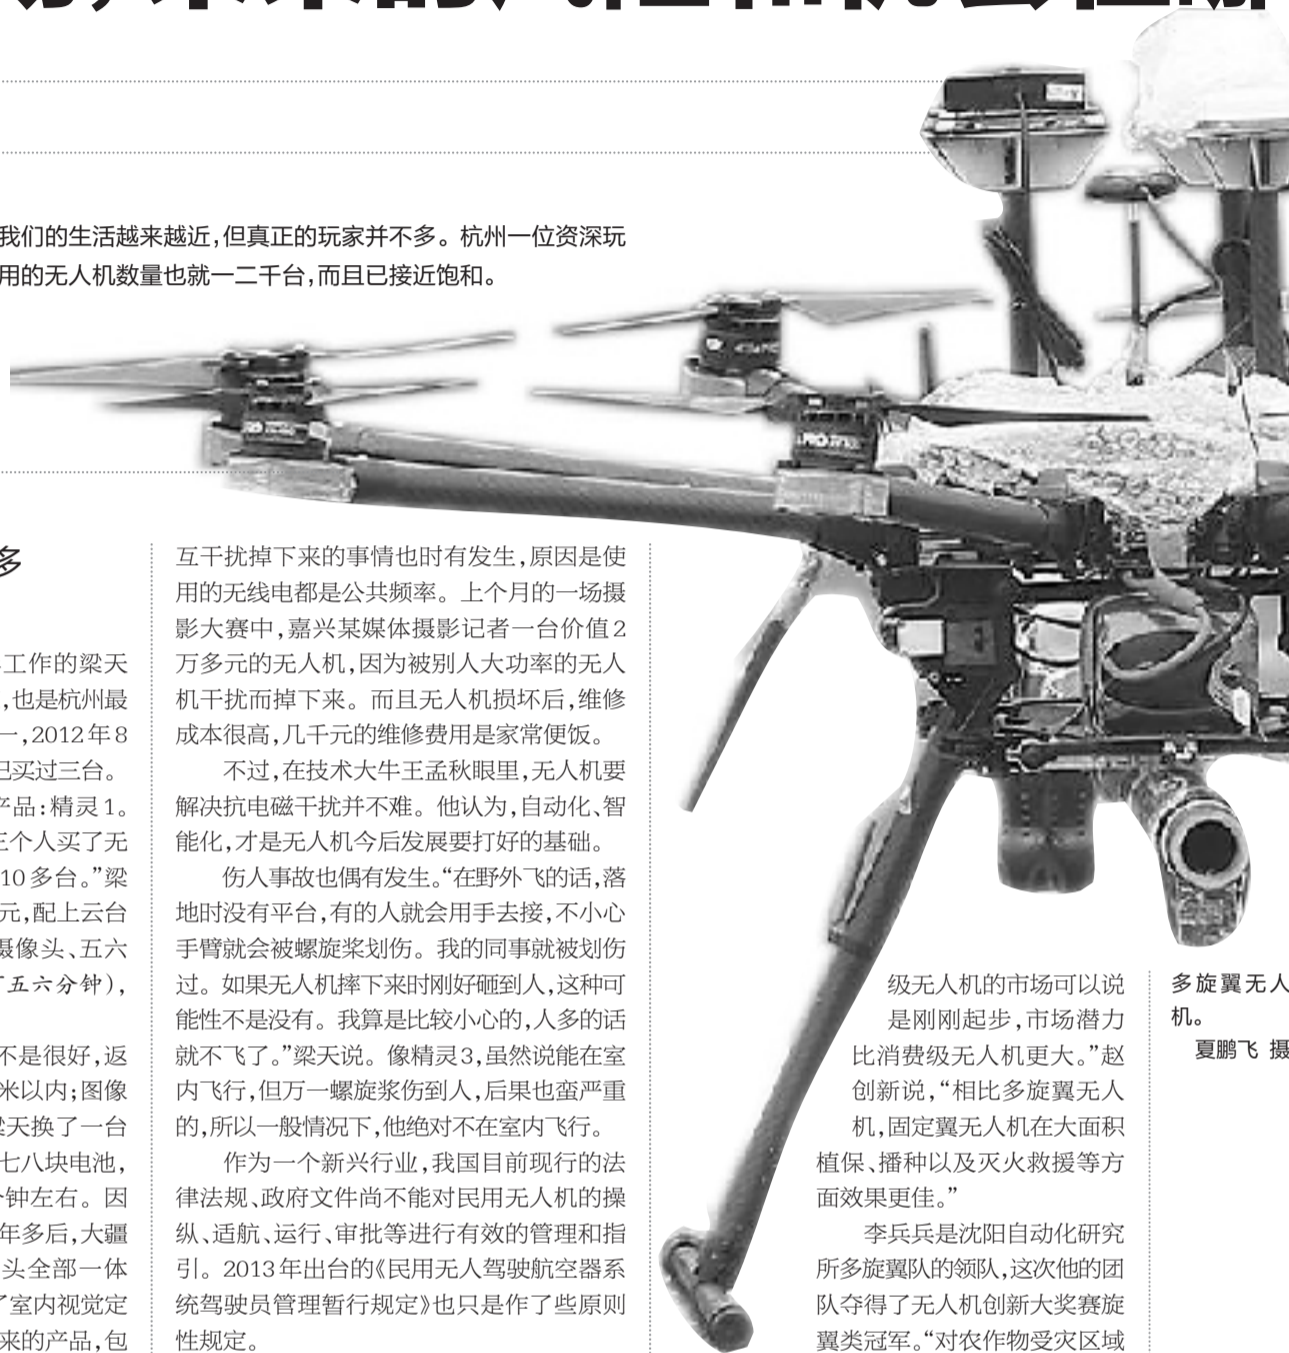 我们的生活越来越近,但真正的玩家并不多。杭州一位资深玩
用的无人机数量也就一二千台,而且已接近饱和。
多
工作的梁天
,也是杭州最
一,2012年8
已买过三台。
产品:精灵1。
三个人买了无
10多台。”梁
元,配上云台
摄像头、五六
五六分钟),
不是很好,返
米以内;图像
梁天换了一台
七八块电池,
钟左右。因
年多后,大疆
头全部一体
了室内视觉定
来的产品,包
互干扰掉下来的事情也时有发生,原因是使
用的无线电都是公共频率。上个月的一场摄
影大赛中,嘉兴某媒体摄影记者一台价值2
万多元的无人机,因为被别人大功率的无人
机干扰而掉下来。而且无人机损坏后,维修
成本很高,几千元的维修费用是家常便饭。
不过,在技术大牛王孟秋眼里,无人机要
解决抗电磁干扰并不难。他认为,自动化、智
能化,才是无人机今后发展要打好的基础。
伤人事故也偶有发生。“在野外飞的话,落
地时没有平台,有的人就会用手去接,不小心
手臂就会被螺旋桨划伤。我的同事就被划伤
过。如果无人机摔下来时刚好砸到人,这种可
能性不是没有。我算是比较小心的,人多的话
就不飞了。”梁天说。像精灵3,虽然说能在室
内飞行,但万一螺旋浆伤到人,后果也蛮严重
的,所以一般情况下,他绝对不在室内飞行。
作为一个新兴行业,我国目前现行的法
律法规、政府文件尚不能对民用无人机的操
纵、适航、运行、审批等进行有效的管理和指
引。2013年出台的《民用无人驾驶航空器系
统驾驶员管理暂行规定》也只是作了些原则
性规定。
级无人机的市场可以说
是刚刚起步,市场潜力
比消费级无人机更大。”赵
创新说,“相比多旋翼无人
机,固定翼无人机在大面积
植保、播种以及灭火救援等方
面效果更佳。”
李兵兵是沈阳自动化研究
所多旋翼队的领队,这次他的团
队夺得了无人机创新大奖赛旋
翼类冠军。“对农作物受灾区域
多旋翼无人
机。
夏鹏飞 摄